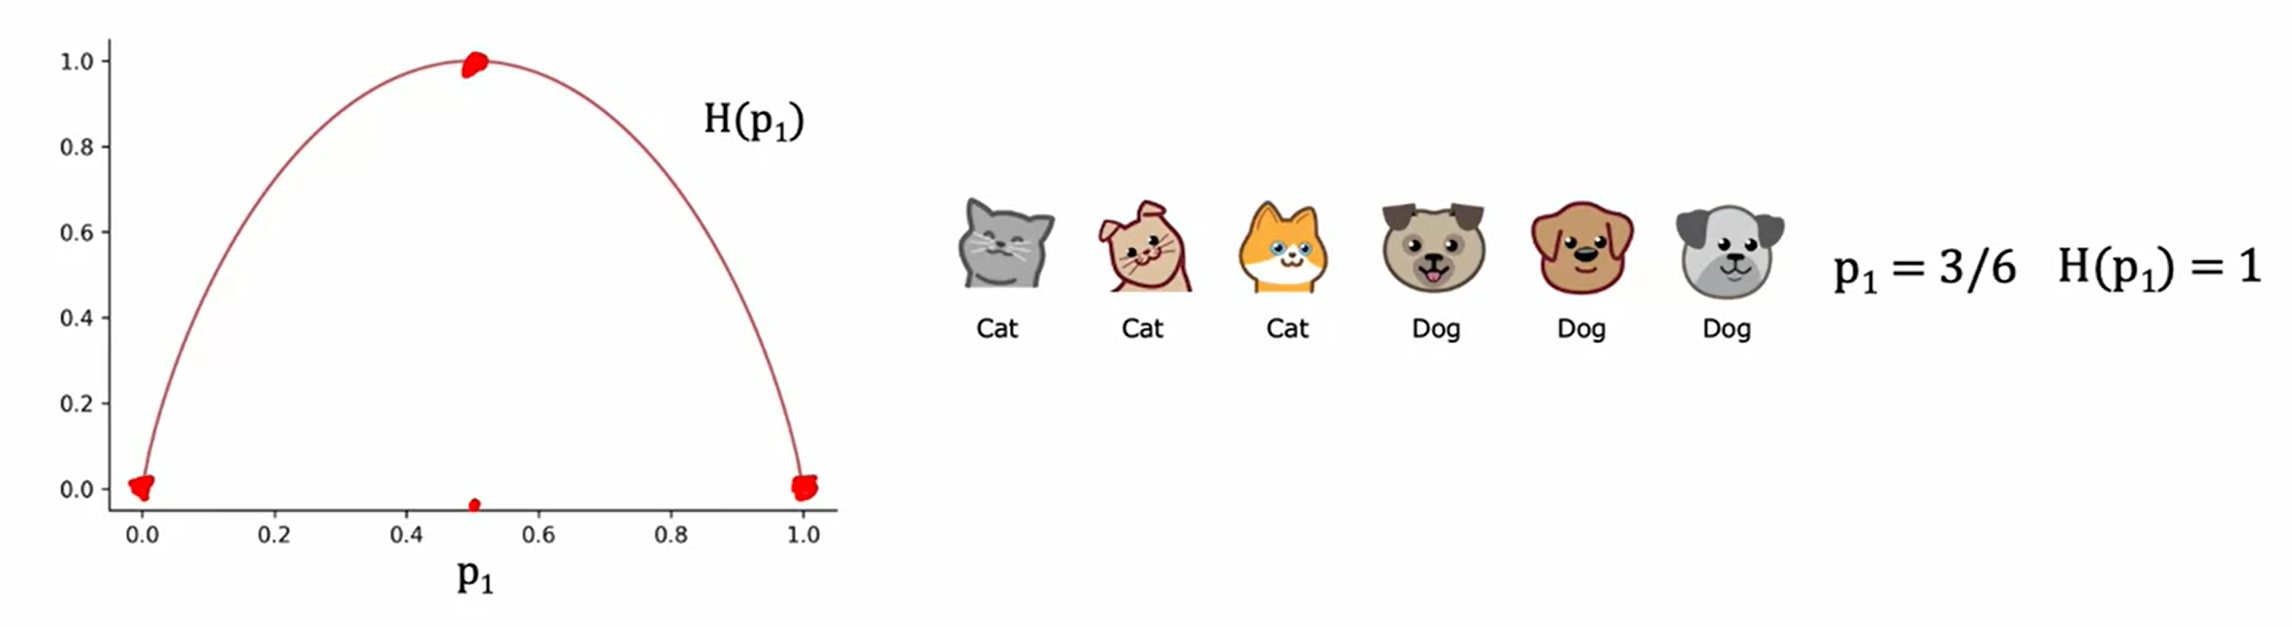 1.0
0.8
0.6
0.4
0.2
0.0
0.0 0.2 0.4 0.6 0.8 1.0
p₁
H(p₁)
Cat Cat Cat Dog Dog Dog
p₁ = 3/6 H(p₁) = 1